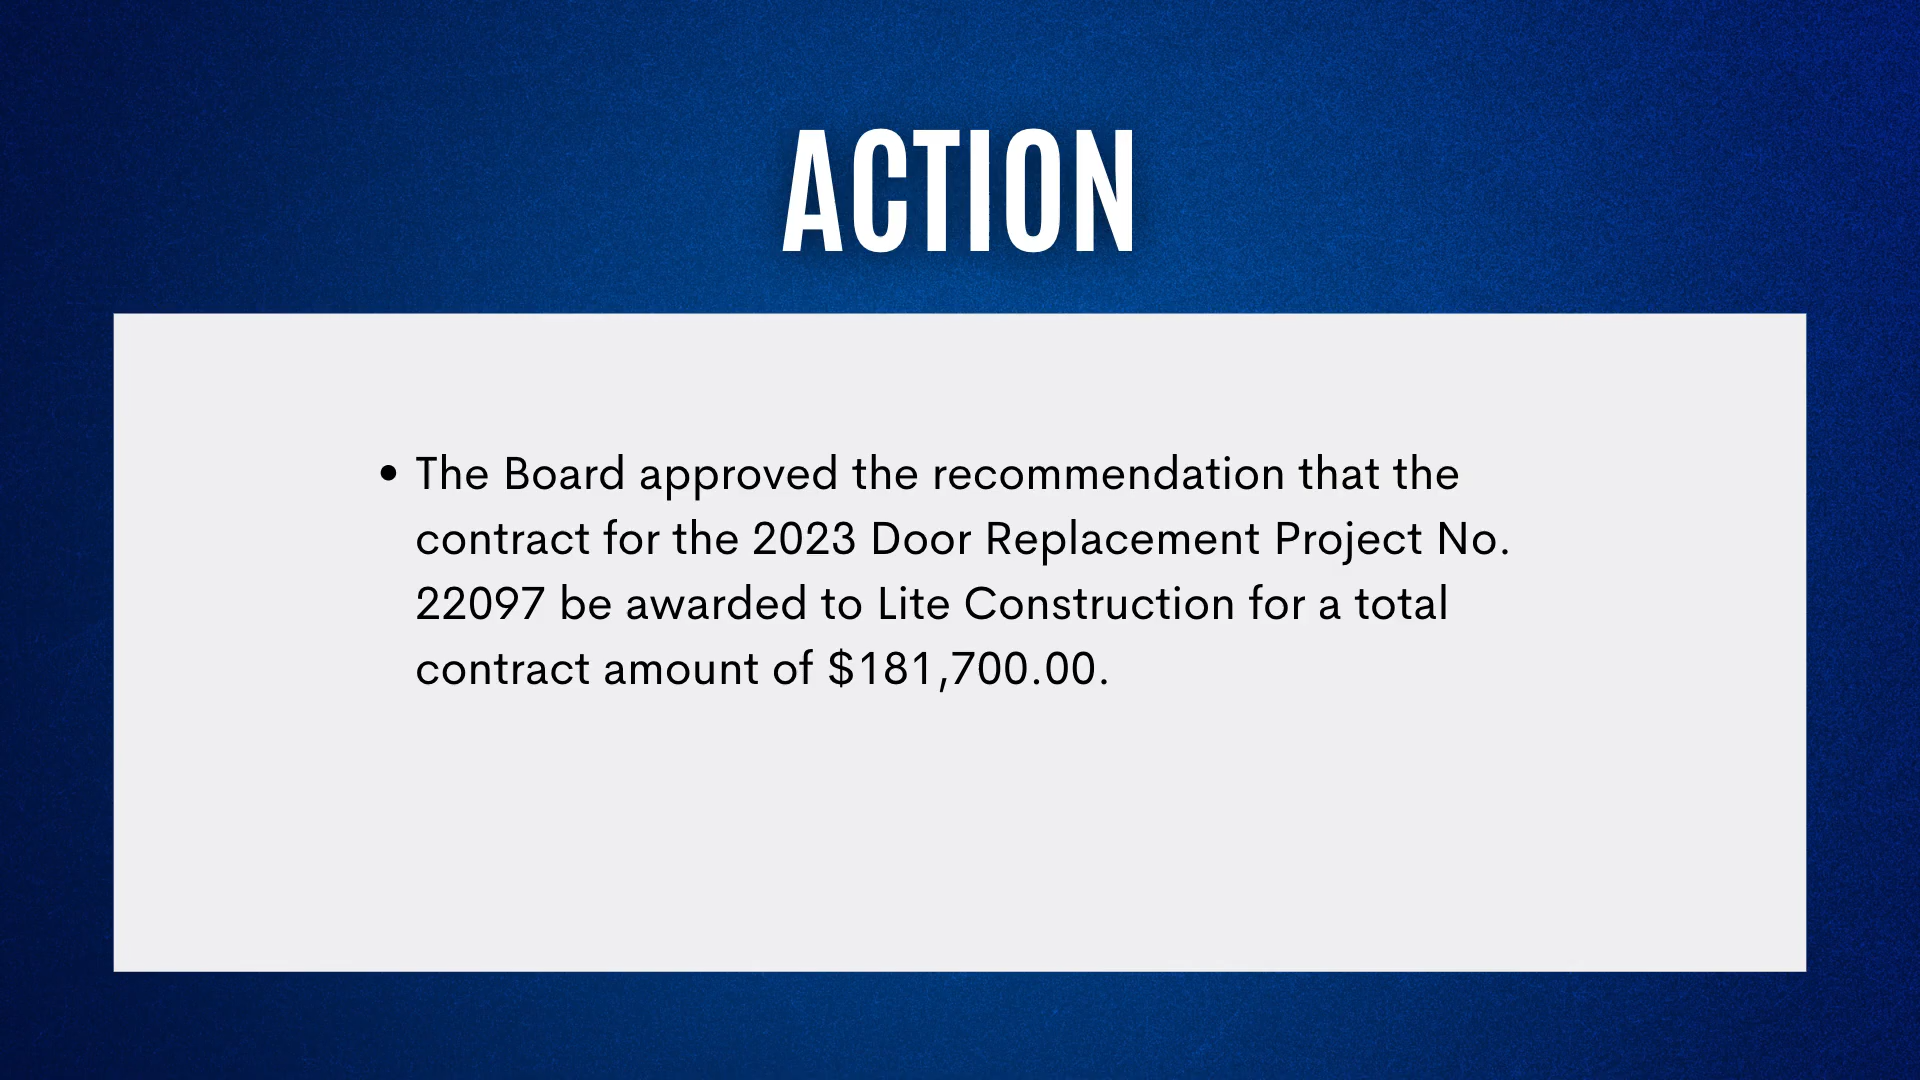 ACTION
• The Board approved the recommendation that the
contract for the 2023 Door Replacement Project No.
22097 be awarded to Lite Construction for a total
contract amount of $181,700.00.